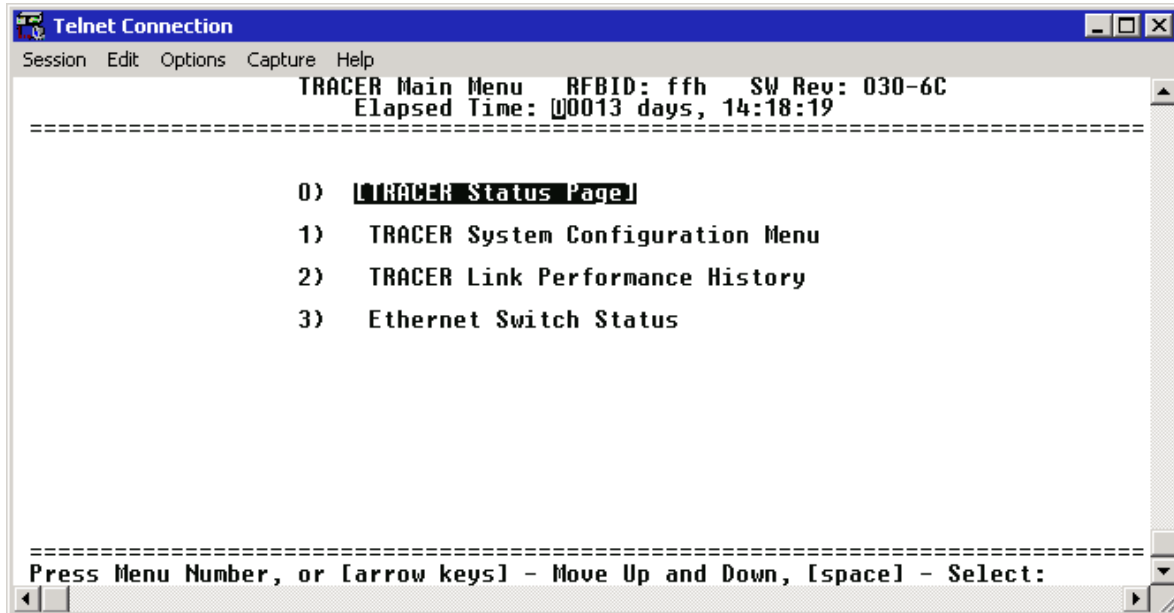 Telnet Connection
Session Edit Options Capture Help
TRACER Main Menu RFBID: ffh SW Rev: 030-6C
Elapsed Time: 00013 days, 14:18:19
===============================================================================
0) [TRACER Status Page]
1) TRACER System Configuration Menu
2) TRACER Link Performance History
3) Ethernet Switch Status
===============================================================================
Press Menu Number, or [arrow keys] - Move Up and Down, [space] - Select: